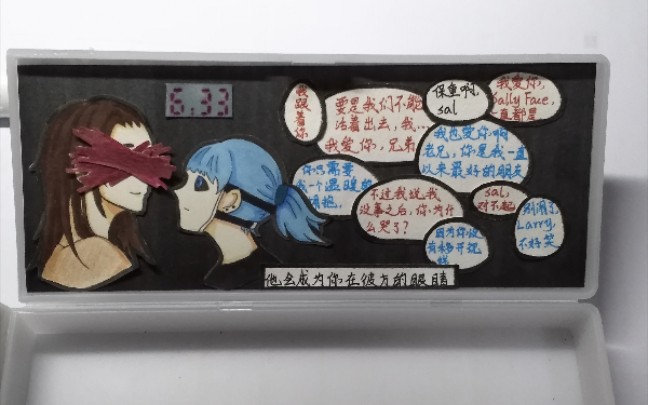 6.33
我
跟
着
你
要是我们不能
活着出去，我...
我爱你，兄弟
保重啊，
sal
我爱你，
Sally Face，
一直都是
我也爱你啊
老兄，你是我一直
以来最好的朋友
你只需要
我一个温暖的
不过我说我
没事之后，你为什
么哭了？
sal，
对不起
别闹了，
Larry，
不好笑
因为你没
有移开视
线
他会成为你在彼方的眼睛